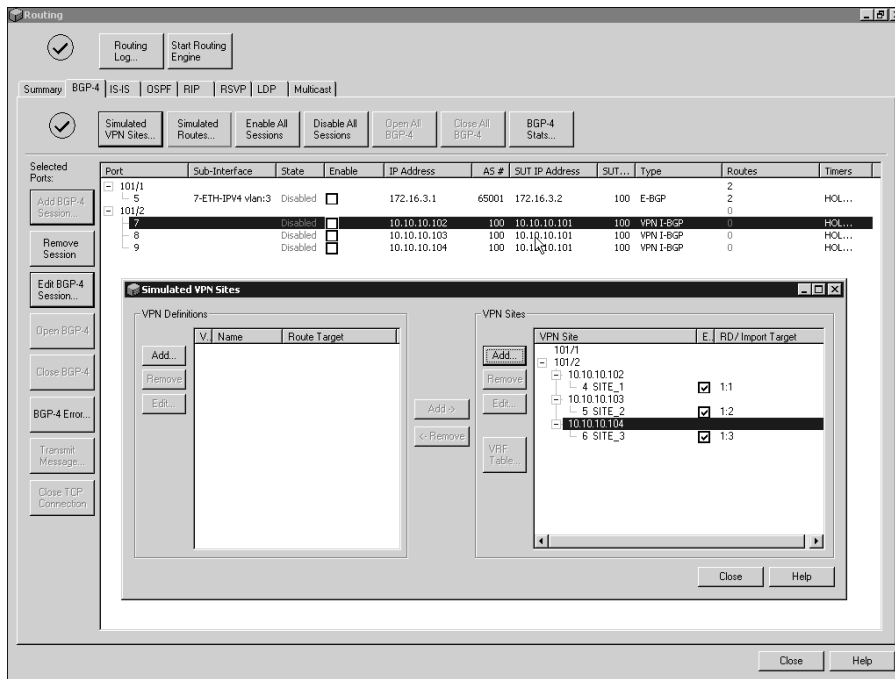 Routing
Routing Log...
Start Routing Engine
Summary BGP-4 IS-IS OSPF RIP RSVP LDP Multicast
Simulated VPN Sites...
Simulated Routes...
Enable All Sessions
Disable All Sessions
Open All BGP-4
Close All BGP-4
BGP-4 Stats...
Selected Ports:
Add BGP-4 Session...
Remove Session
Edit BGP-4 Session...
Open BGP-4
Close BGP-4
BGP-4 Error...
Transmit Message...
Close TCP Connection
Port Sub-Interface State Enable IP Address AS # SUT IP Address SUT... Type Routes Timers
101/1 2
5 7-ETH-IPV4 vlan:3 Disabled 172.16.3.1 65001 172.16.3.2 100 E-BGP 2 HOL...
101/2 0
7 Disabled 10.10.10.102 100 10.10.10.101 100 VPN I-BGP 0 HOL...
8 Disabled 10.10.10.103 100 10.10.10.101 100 VPN I-BGP 0 HOL...
9 Disabled 10.10.10.104 100 10.10.10.101 100 VPN I-BGP 0 HOL...
Simulated VPN Sites
VPN Definitions
V. Name Route Target
Add...
Remove
Edit...
Add ->
<- Remove
VPN Sites
Add...
Remove
Edit...
VRF Table...
VPN Site E. RD/ Import Target
101/1
101/2
10.10.10.102
4 SITE_1 1:1
10.10.10.103
5 SITE_2 1:2
10.10.10.104
6 SITE_3 1:3
Close Help
Close Help